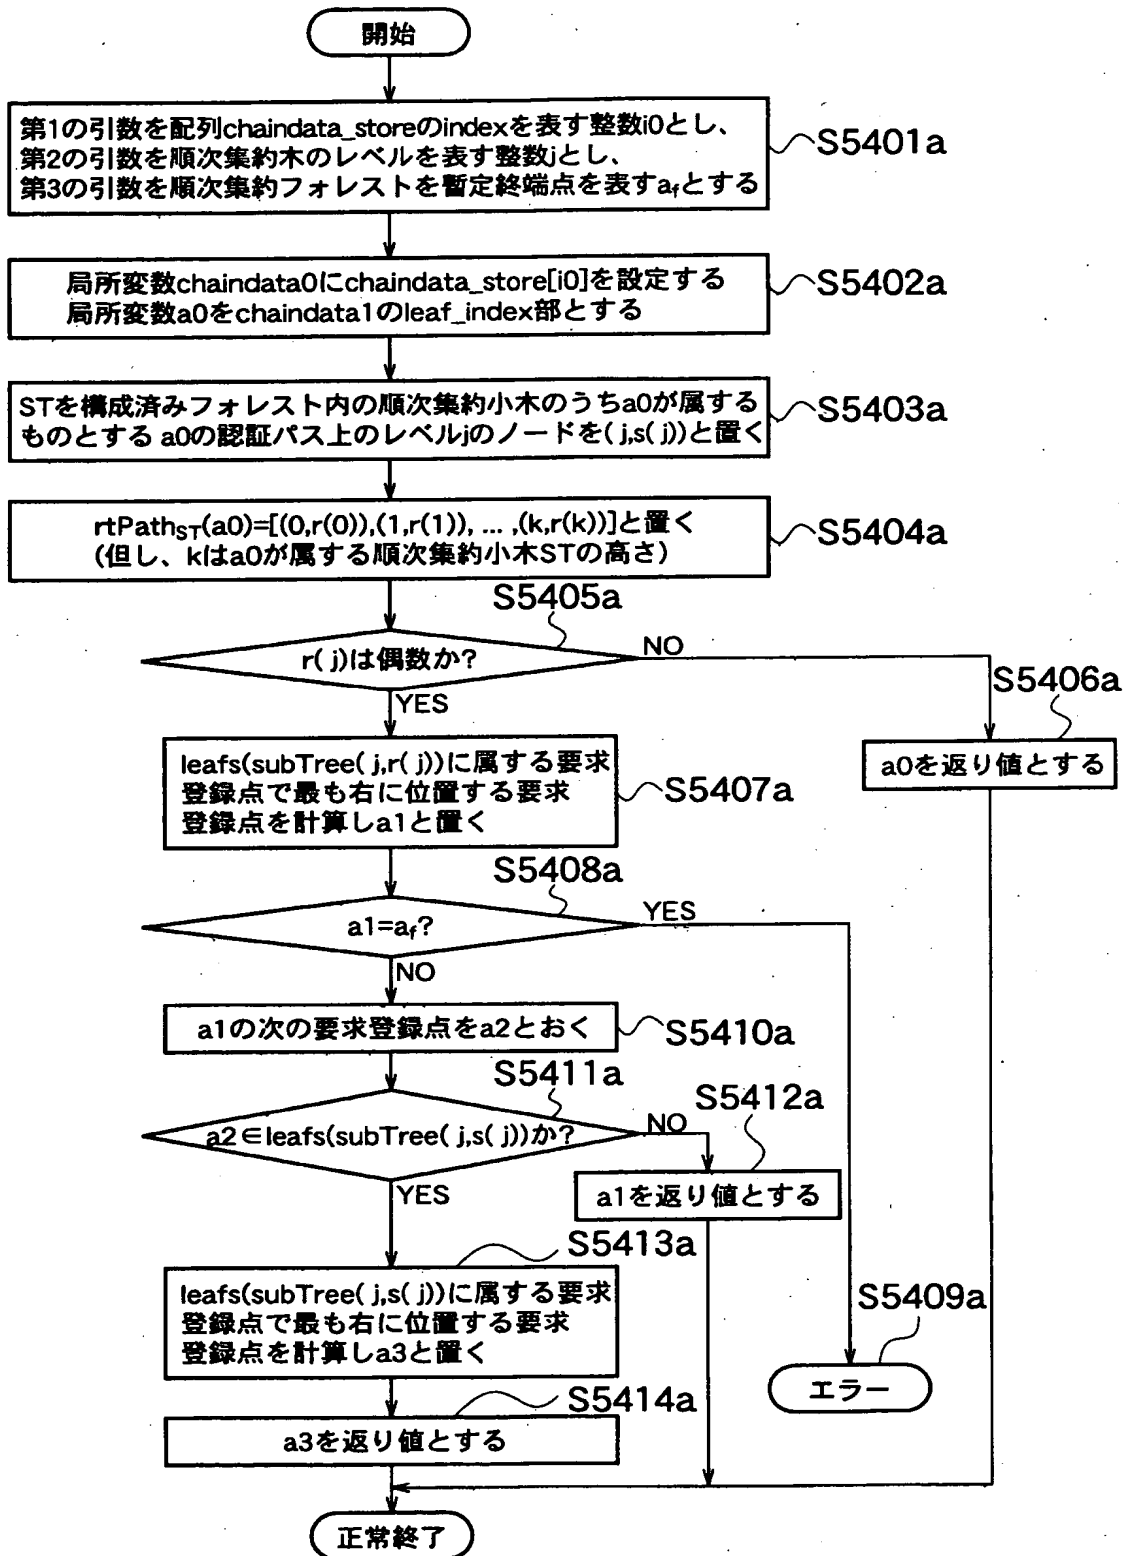 開始
第1の引数を配列chaindata_storeのindexを表す整数i0とし、
第2の引数を順次集約木のレベルを表す整数jとし、
第3の引数を順次集約フォレストを暫定終端点を表すafとする
S5401a
局所変数chaindata0にchaindata_store[i0]を設定する
局所変数a0をchaindata1のleaf_index部とする
S5402a
STを構成済みフォレスト内の順次集約小木のうちa0が属する
ものとする a0の認証パス上のレベルjのノードを(j,s(j))と置く
S5403a
rtPathST(a0)=[(0,r(0)),(1,r(1)), ... ,(k,r(k))]と置く
(但し、kはa0が属する順次集約小木STの高さ)
S5404a
S5405a
r(j)は偶数か?
NO
YES
S5406a
a0を返り値とする
leafs(subTree(j,r(j))に属する要求
登録点で最も右に位置する要求
登録点を計算しa1と置く
S5407a
S5408a
a1=af?
YES
NO
a1の次の要求登録点をa2とおく
S5410a
S5411a
a2∈leafs(subTree(j,s(j))か?
NO
YES
S5412a
a1を返り値とする
S5413a
leafs(subTree(j,s(j))に属する要求
登録点で最も右に位置する要求
登録点を計算しa3と置く
S5409a
エラー
S5414a
a3を返り値とする
正常終了